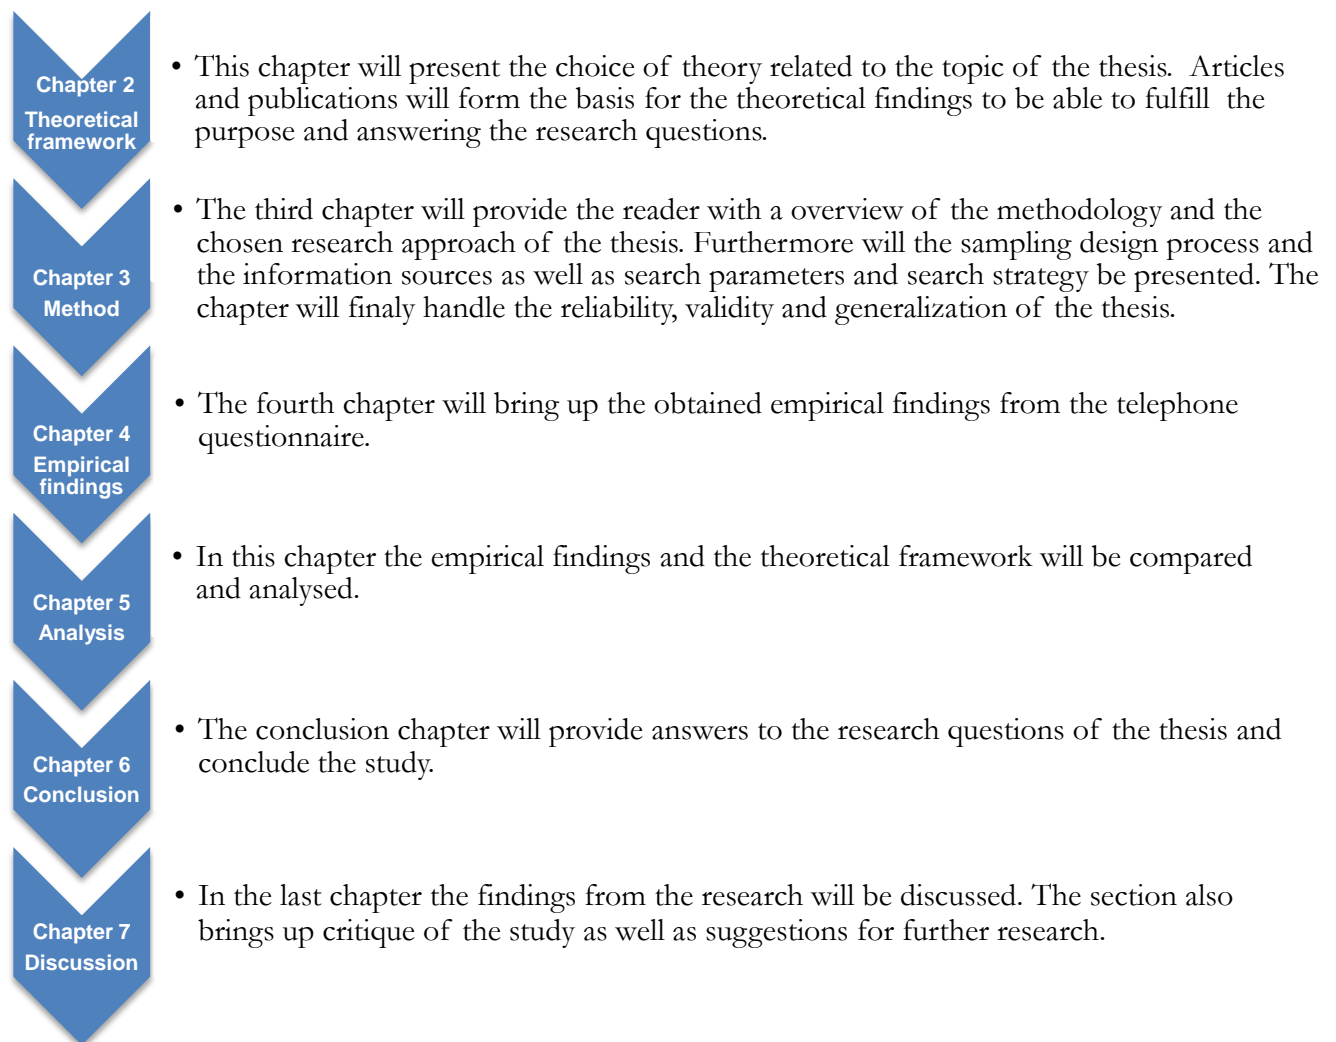 Chapter 2
Theoretical
framework
• This chapter will present the choice of theory related to the topic of the thesis. Articles
and publications will form the basis for the theoretical findings to be able to fulfill the
purpose and answering the research questions.
Chapter 3
Method
• The third chapter will provide the reader with a overview of the methodology and the
chosen research approach of the thesis. Furthermore will the sampling design process and
the information sources as well as search parameters and search strategy be presented. The
chapter will finaly handle the reliability, validity and generalization of the thesis.
Chapter 4
Empirical
findings
• The fourth chapter will bring up the obtained empirical findings from the telephone
questionnaire.
Chapter 5
Analysis
• In this chapter the empirical findings and the theoretical framework will be compared
and analysed.
Chapter 6
Conclusion
• The conclusion chapter will provide answers to the research questions of the thesis and
conclude the study.
Chapter 7
Discussion
• In the last chapter the findings from the research will be discussed. The section also
brings up critique of the study as well as suggestions for further research.